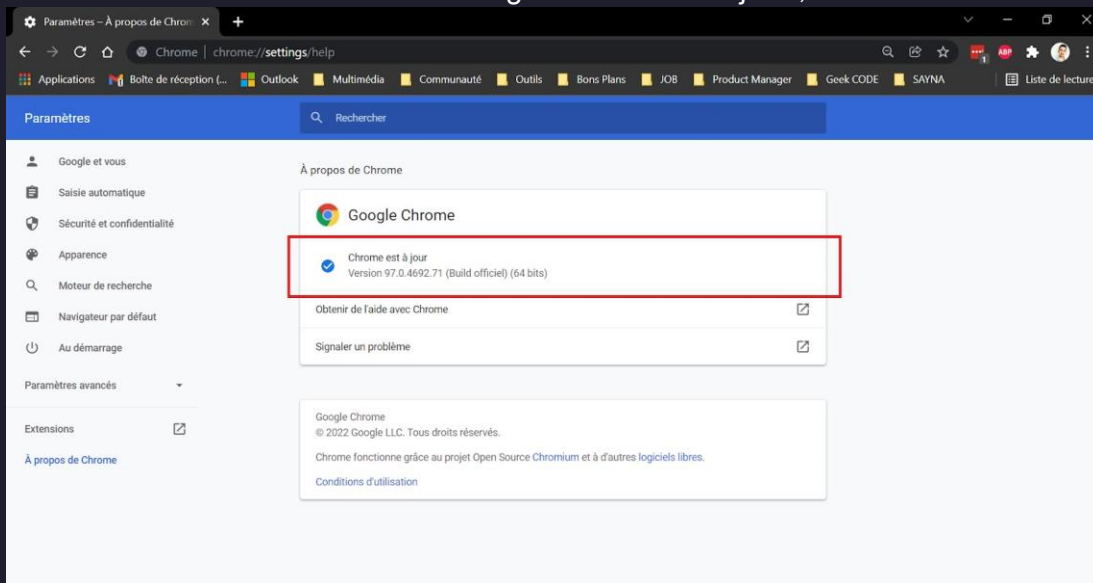 Paramètres – À propos de Chrom
Chrome | chrome://settings/help
1
ABP
Applications
Boîte de réception (...
Outlook
Multimédia
Communauté
Outils
Bons Plans
JOB
Product Manager
Geek CODE
SAYNA
Liste de lecture
Paramètres
Rechercher
Google et vous
Saisie automatique
Sécurité et confidentialité
Apparence
Moteur de recherche
Navigateur par défaut
Au démarrage
Paramètres avancés
Extensions
À propos de Chrome
À propos de Chrome
Google Chrome
Chrome est à jour
Version 97.0.4692.71 (Build officiel) (64 bits)
Obtenir de l'aide avec Chrome
Signaler un problème
Google Chrome
© 2022 Google LLC. Tous droits réservés.
Chrome fonctionne grâce au projet Open Source Chromium et à d'autres logiciels libres.
Conditions d'utilisation